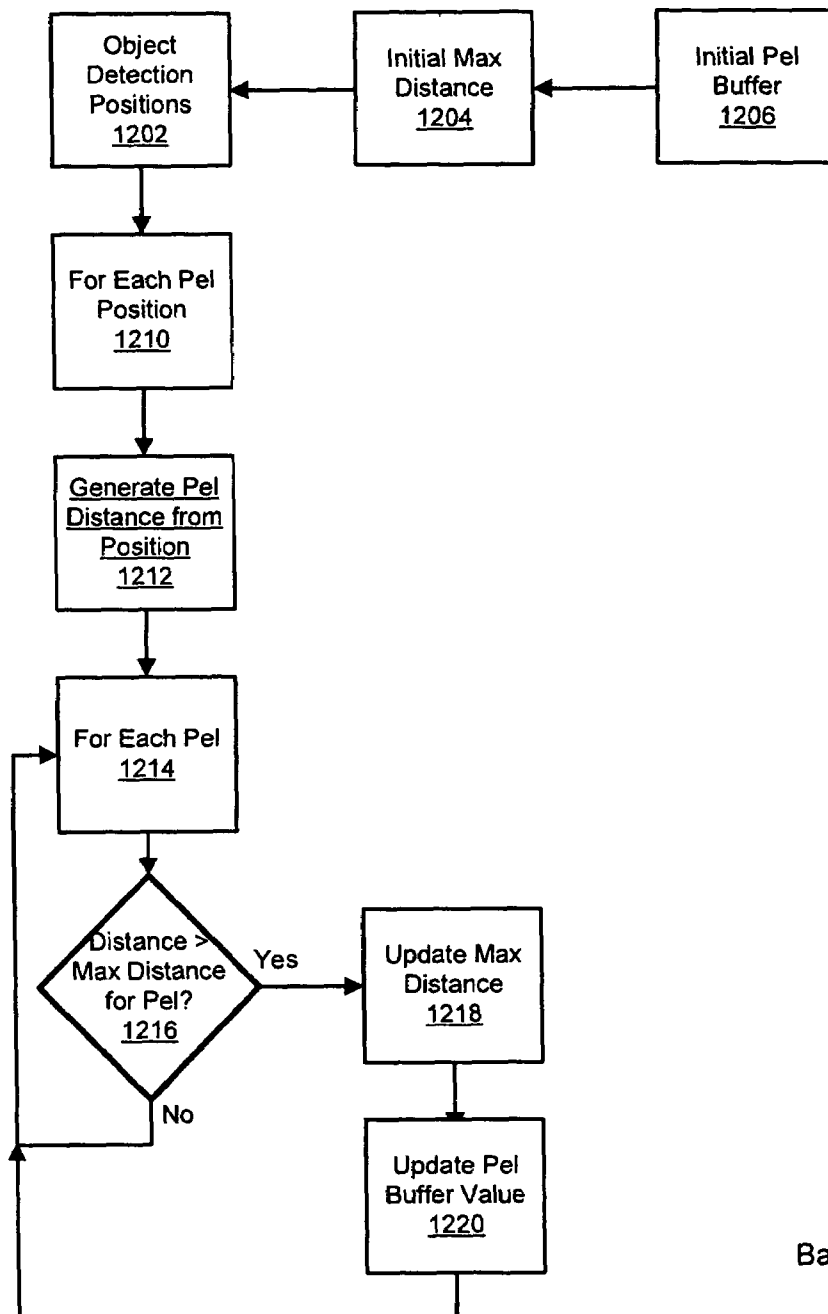 Object
Detection
Positions
1202
Initial Max
Distance
1204
Initial Pel
Buffer
1206
For Each Pel
Position
1210
Generate Pel
Distance from
Position
1212
For Each Pel
1214
Distance >
Max Distance
for Pel?
1216
Yes
No
Update Max
Distance
1218
Update Pel
Buffer Value
1220
Ba